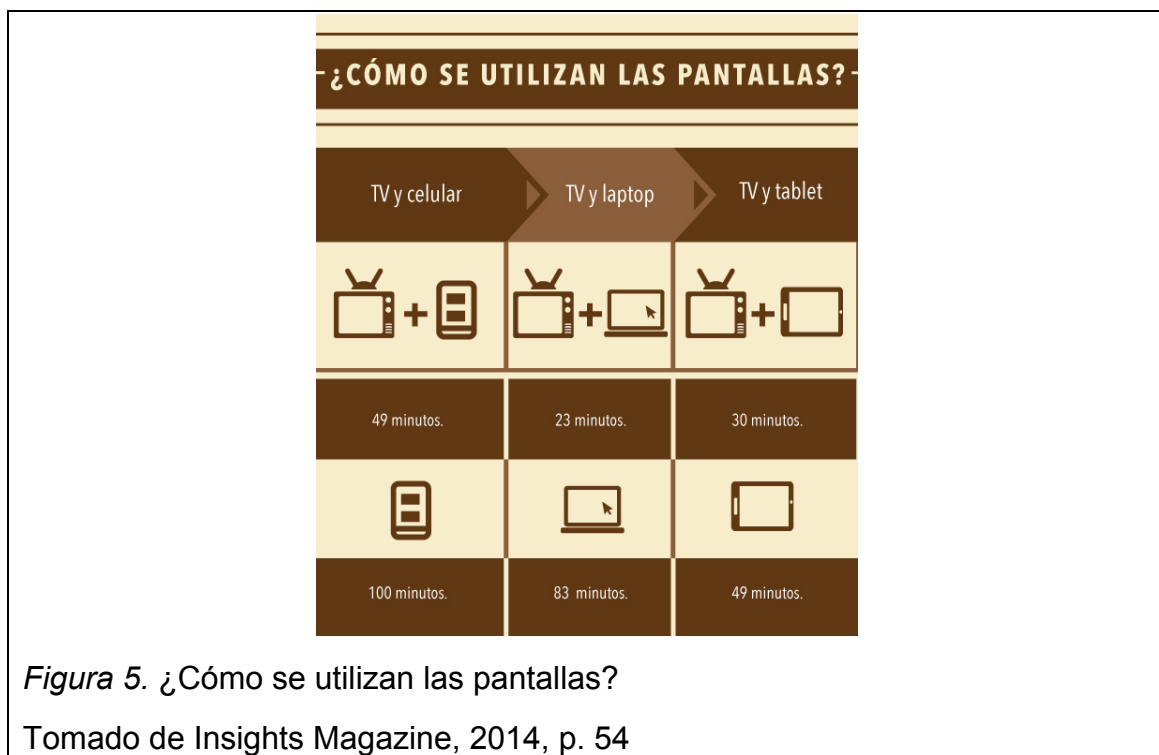 ¿CÓMO SE UTILIZAN LAS PANTALLAS?
TV y celular
TV y laptop
TV y tablet
49 minutos.
23 minutos.
30 minutos.
100 minutos.
83 minutos.
49 minutos.
Figura 5. ¿Cómo se utilizan las pantallas?
Tomado de Insights Magazine, 2014, p. 54